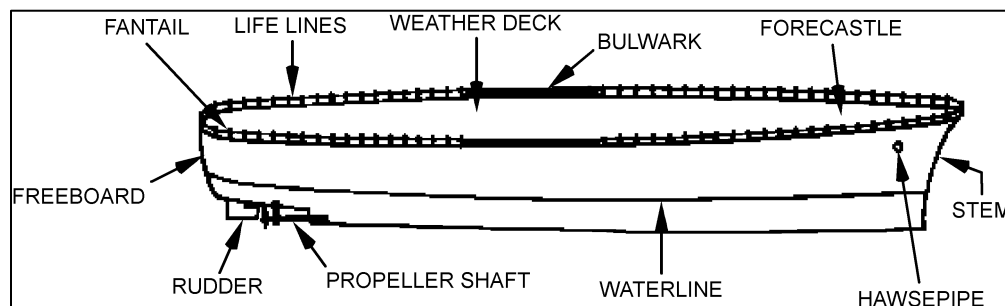 FANTAIL
LIFE LINES
WEATHER DECK
BULWARK
FORECASTLE
FREEBOARD
STEM
RUDDER
PROPELLER SHAFT
WATERLINE
HAWSEPIPE